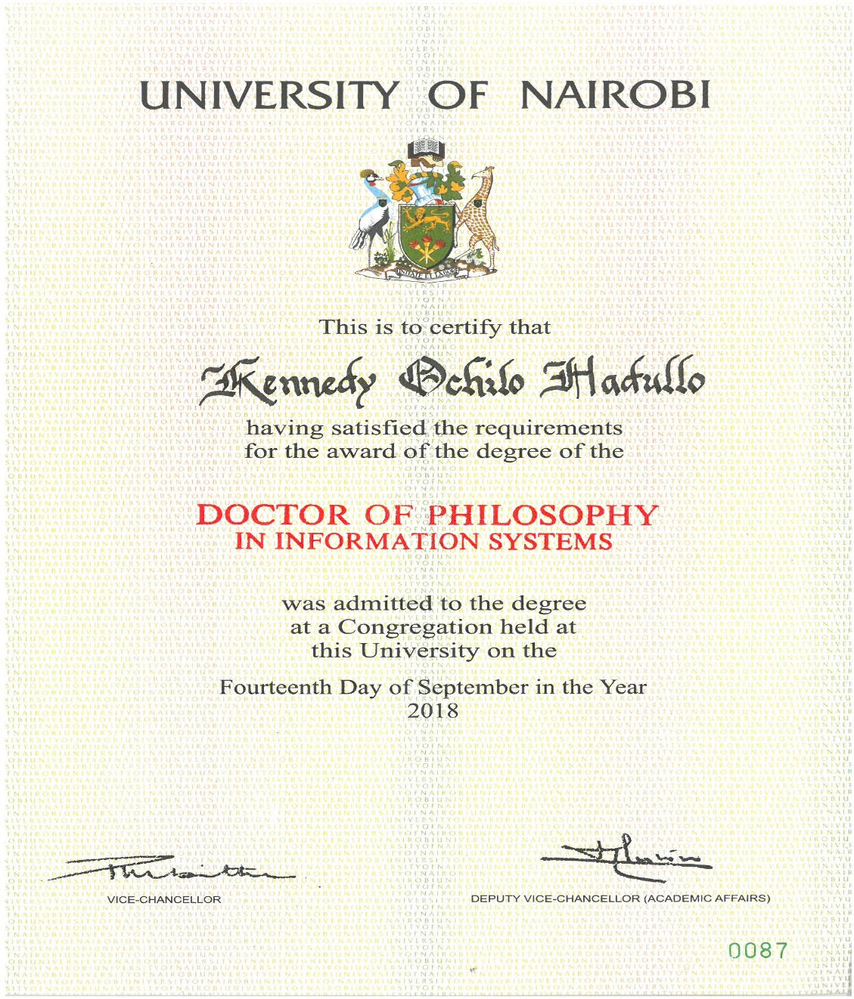 UNIVERSITY OF NAIROBI
UNITATE ET LABORE
This is to certify that
Kennedy Ochilo Hadullo
having satisfied the requirements
for the award of the degree of the
DOCTOR OF PHILOSOPHY
IN INFORMATION SYSTEMS
was admitted to the degree
at a Congregation held at
this University on the
Fourteenth Day of September in the Year
2018
VICE-CHANCELLOR
DEPUTY VICE-CHANCELLOR (ACADEMIC AFFAIRS)
0087